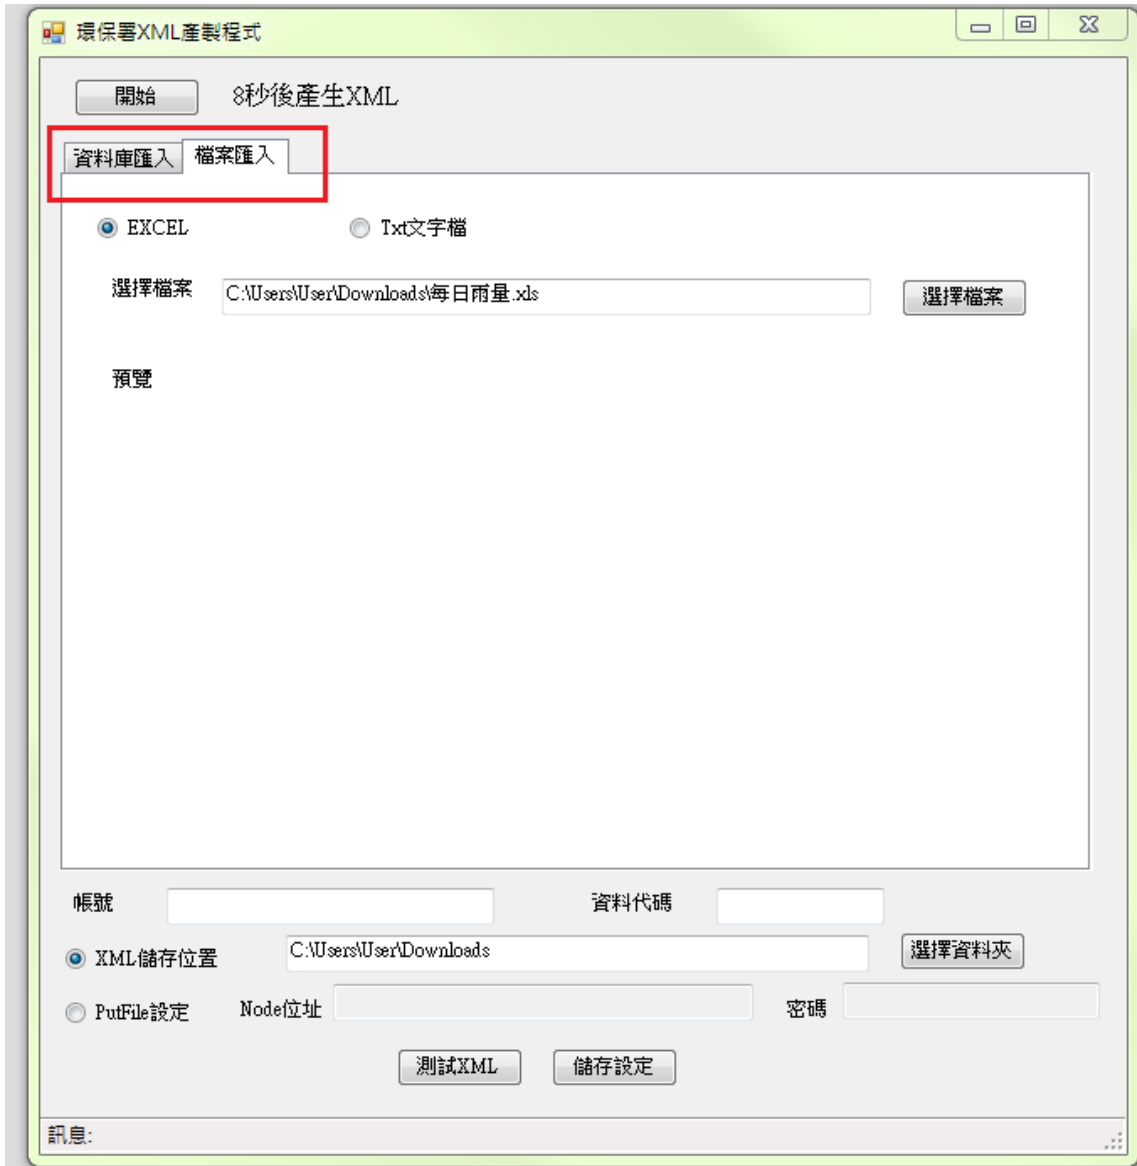 環保署XML產製程式
開始 8秒後產生XML
資料庫匯入 檔案匯入
EXCEL Txt文字檔
選擇檔案 C:\Users\User\Downloads\每日雨量.xls 選擇檔案
預覽
帳號 資料代碼
XML儲存位置 C:\Users\User\Downloads 選擇資料夾
PutFile設定 Node位址 密碼
測試XML 儲存設定
訊息: